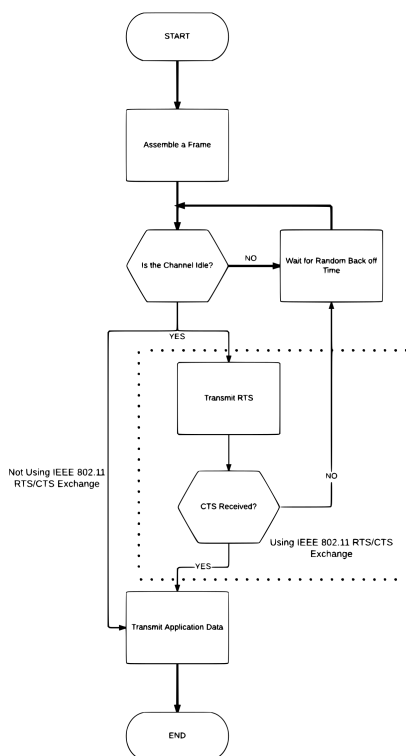 START
Assemble a Frame
Is the Channel Idle?
NO
Wait for Random Back off
Time
YES
Transmit RTS
Not Using IEEE 802.11
RTS/CTS Exchange
NO
CTS Received?
Using IEEE 802.11 RTS/CTS
Exchange
YES
Transmit Application Data
END